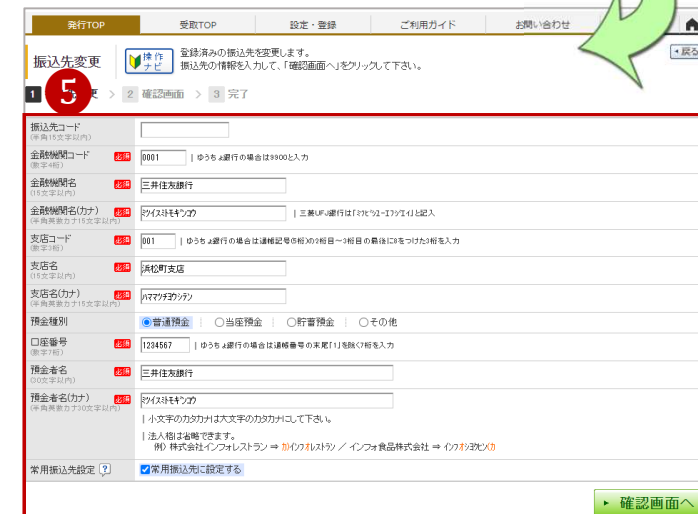 発行TOP 受取TOP 設定・登録 ご利用ガイド お問い合わせ
振込先変更 操作ナビ 登録済みの振込先を変更します。
振込先の情報を入力して、「確認画面へ」をクリックして下さい。
戻る
1 5 更 > 2 確認画面 > 3 完了
振込先コード
(半角15文字以内)
金融機関コード 必須 0001 | ゆうちょ銀行の場合は9900と入力
(数字4桁)
金融機関名 必須 三井住友銀行
(15文字以内)
金融機関名(カナ) 必須 ﾐﾂｲｽﾐﾄﾓｷﾞﾝｺｳ | 三菱UFJ銀行は「ﾐﾂﾋﾞｼﾕ-ｴﾌｼﾞｴｲ」と記入
(半角英数カナ15文字以内)
支店コード 必須 001 | ゆうちょ銀行の場合は通帳記号(5桁)の2桁目～3桁目の最後に8をつけた3桁を入力
(数字3桁)
支店名 必須 浜松町支店
(15文字以内)
支店名(カナ) 必須 ﾊﾏﾏﾂﾁﾖｳｼﾃﾝ
(半角英数カナ15文字以内)
預金種別 普通預金 当座預金 貯蓄預金 その他
口座番号 必須 1234567 | ゆうちょ銀行の場合は通帳番号の末尾「1」を除く7桁を入力
(数字7桁)
預金者名 必須 三井住友銀行
(30文字以内)
預金者名(カナ) 必須 ﾐﾂｲｽﾐﾄﾓｷﾞﾝｺｳ
(半角英数カナ30文字以内)
| 小文字のカタカナは大文字のカタカナにして下さい。
| 法人格は省略できます。
例) 株式会社インフォレストラン ⇒ ｶ)ｲﾝﾌｵﾚｽﾄﾗﾝ ／ インフォ食品株式会社 ⇒ ｲﾝﾌｵｼﾖｸﾋﾝ(ｶ
常用振込先設定 ? 常用振込先に設定する
確認画面へ